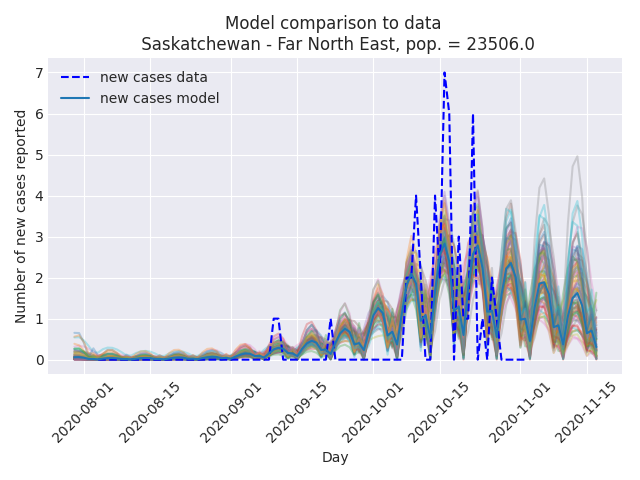 Model comparison to data
Saskatchewan - Far North East, pop. = 23506.0
new cases data
new cases model
Number of new cases reported
7
6
5
4
3
2
1
0
2020-08-01
2020-08-15
2020-09-01
2020-09-15
2020-10-01
2020-10-15
2020-11-01
2020-11-15
Day